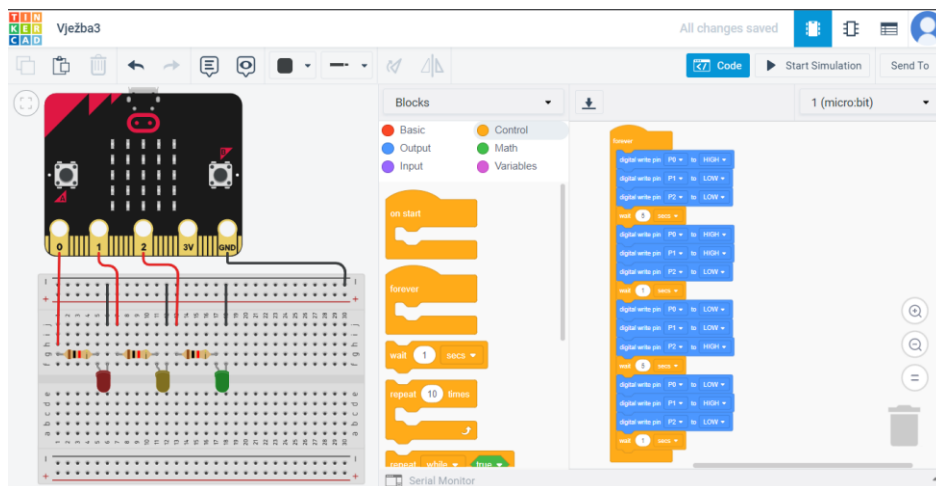 TIN
KER
CAD
Vježba3
All changes saved
Code
Start Simulation
Send To
Blocks
1 (micro:bit)
Basic
Control
Output
Math
Input
Variables
on start
forever
wait 1 secs
repeat 10 times
repeat while true
Serial Monitor
A
B
0 1 2 3V GND
forever
digital write pin P0 to HIGH
digital write pin P1 to LOW
digital write pin P2 to LOW
wait 1 secs
digital write pin P0 to HIGH
digital write pin P1 to HIGH
digital write pin P2 to LOW
wait 1 secs
digital write pin P0 to LOW
digital write pin P1 to LOW
digital write pin P2 to HIGH
wait 5 secs
digital write pin P0 to LOW
digital write pin P1 to HIGH
digital write pin P2 to LOW
wait 1 secs